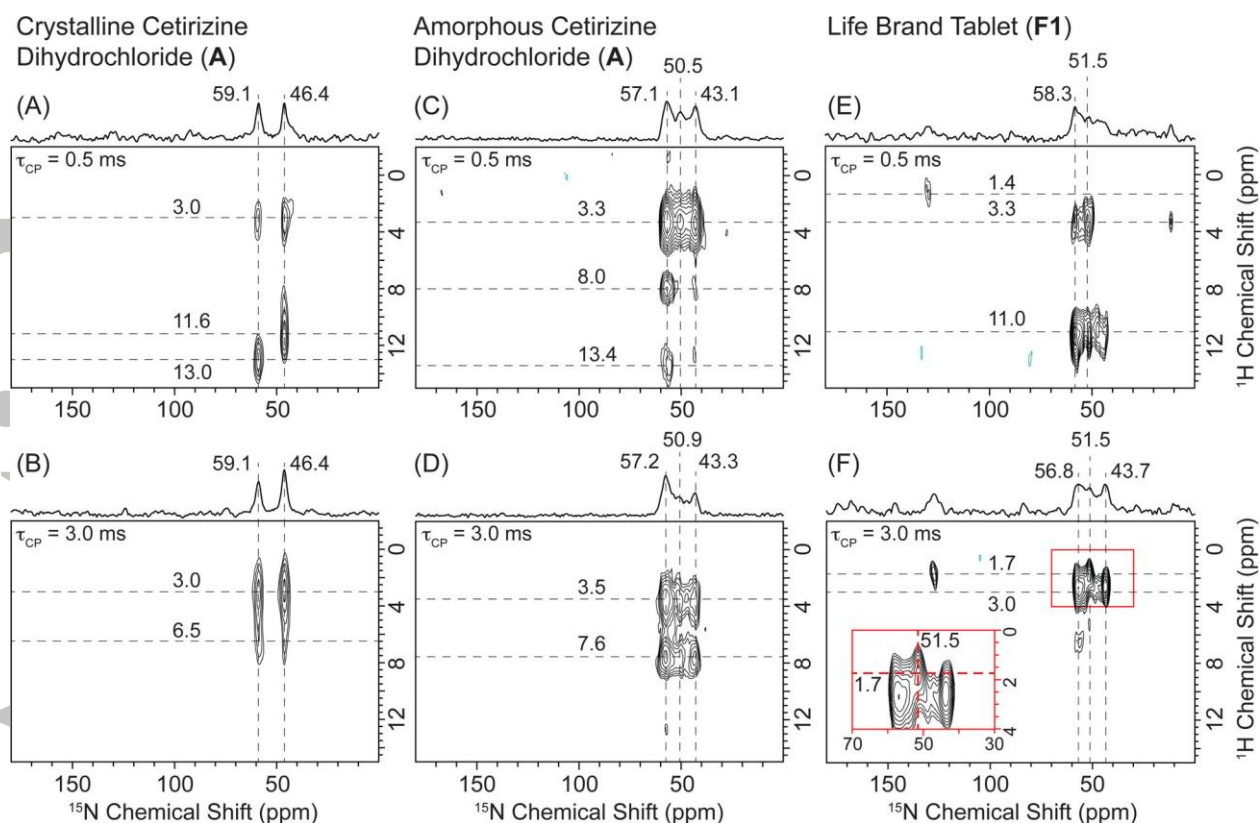 Crystalline Cetirizine
Dihydrochloride (A)
Amorphous Cetirizine
Dihydrochloride (A)
Life Brand Tablet (F1)
(A)
59.1
46.4
τCP = 0.5 ms
3.0
11.6
13.0
150 100 50
(C)
57.1
50.5
43.1
τCP = 0.5 ms
3.3
8.0
13.4
150 100 50
(E)
58.3
51.5
τCP = 0.5 ms
1.4
3.3
11.0
0
4
8
12
1H Chemical Shift (ppm)
150 100 50
(B)
59.1
46.4
τCP = 3.0 ms
3.0
6.5
150 100 50
15N Chemical Shift (ppm)
(D)
57.2
50.9
43.3
τCP = 3.0 ms
3.5
7.6
150 100 50
15N Chemical Shift (ppm)
(F)
56.8
51.5
43.7
τCP = 3.0 ms
1.7
3.0
51.5
1.7
0
2
4
70 50 30
0
4
8
12
1H Chemical Shift (ppm)
150 100 50
15N Chemical Shift (ppm)